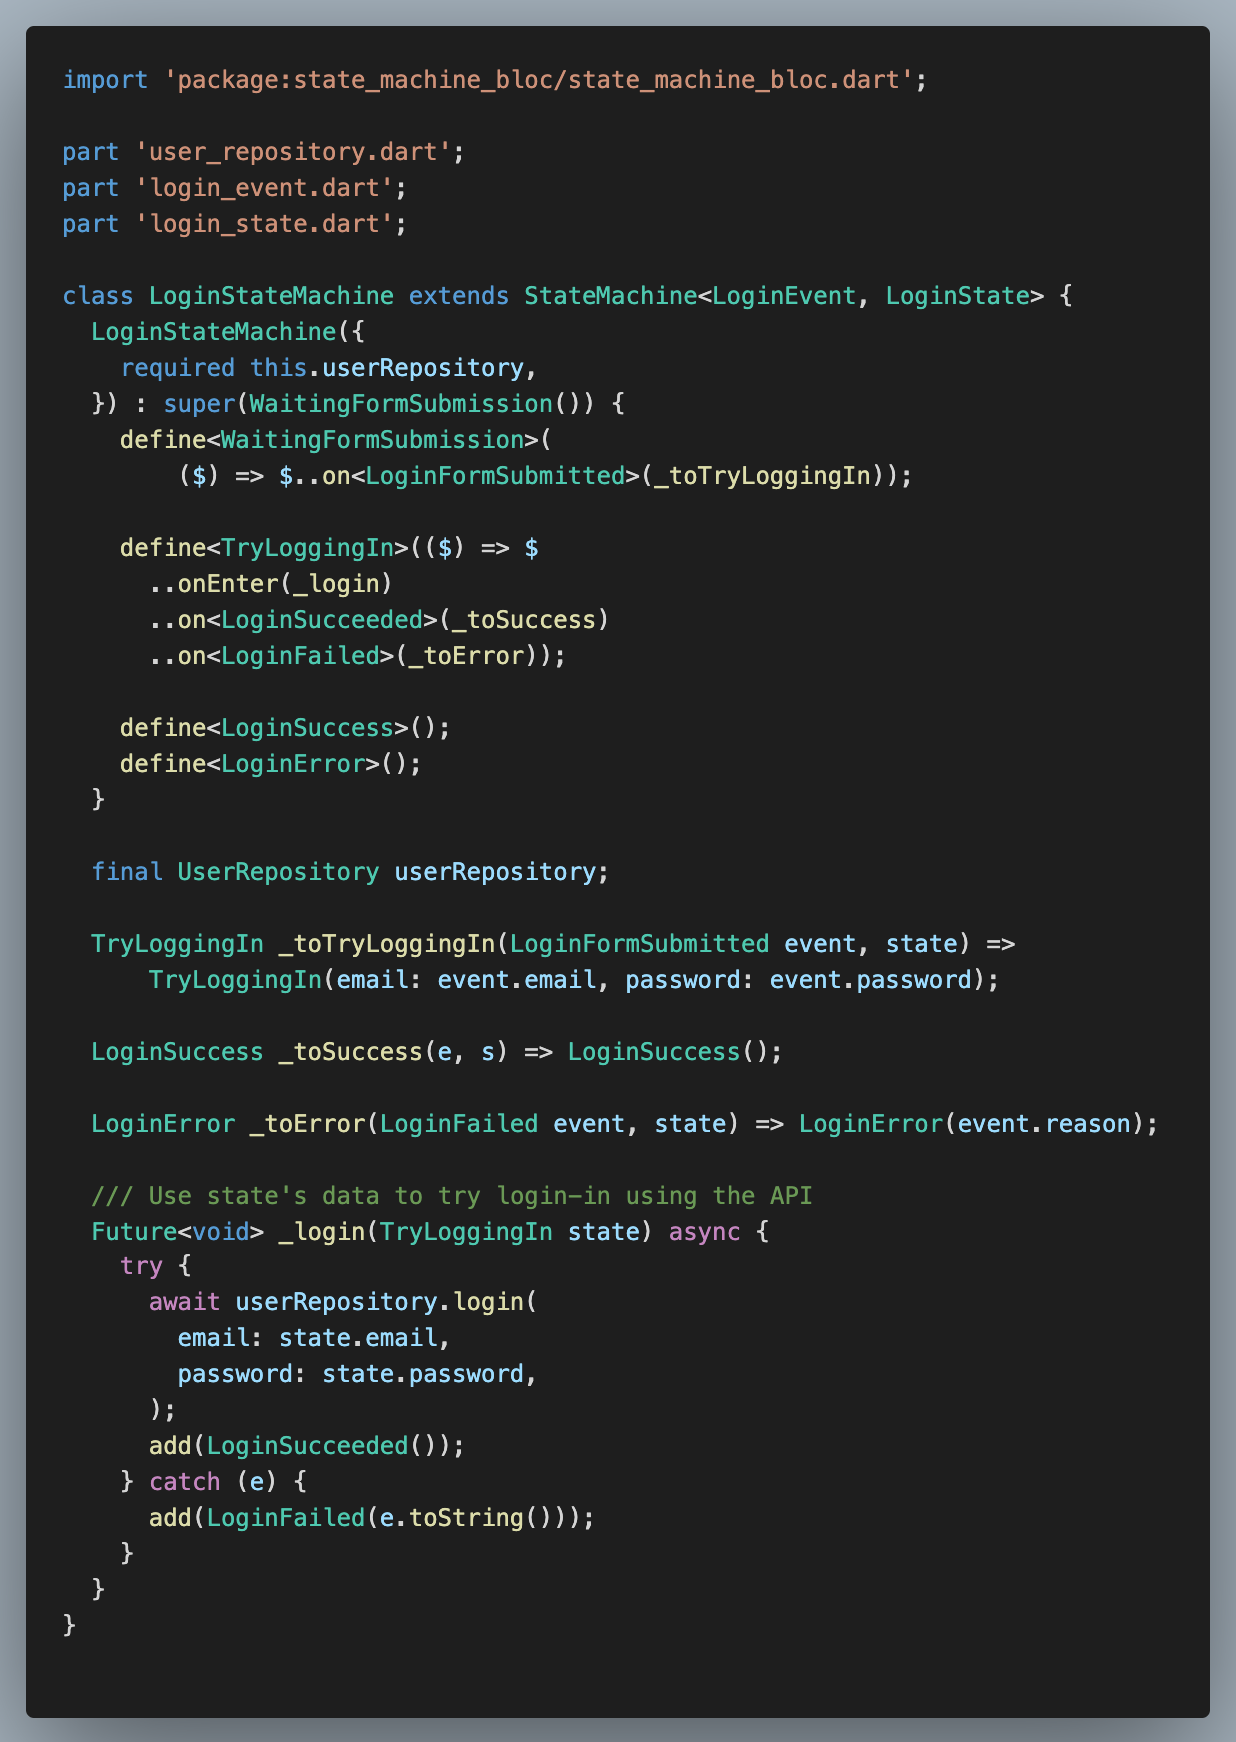 import 'package:state_machine_bloc/state_machine_bloc.dart';

part 'user_repository.dart';
part 'login_event.dart';
part 'login_state.dart';

class LoginStateMachine extends StateMachine<LoginEvent, LoginState> {
  LoginStateMachine({
    required this.userRepository,
  }) : super(WaitingFormSubmission()) {
    define<WaitingFormSubmission>(
        ($) => $..on<LoginFormSubmitted>(_toTryLoggingIn));

    define<TryLoggingIn>(($) => $
      ..onEnter(_login)
      ..on<LoginSucceeded>(_toSuccess)
      ..on<LoginFailed>(_toError));

    define<LoginSuccess>();
    define<LoginError>();
  }

  final UserRepository userRepository;

  TryLoggingIn _toTryLoggingIn(LoginFormSubmitted event, state) =>
      TryLoggingIn(email: event.email, password: event.password);

  LoginSuccess _toSuccess(e, s) => LoginSuccess();

  LoginError _toError(LoginFailed event, state) => LoginError(event.reason);

  /// Use state's data to try login-in using the API
  Future<void> _login(TryLoggingIn state) async {
    try {
      await userRepository.login(
        email: state.email,
        password: state.password,
      );
      add(LoginSucceeded());
    } catch (e) {
      add(LoginFailed(e.toString()));
    }
  }
}